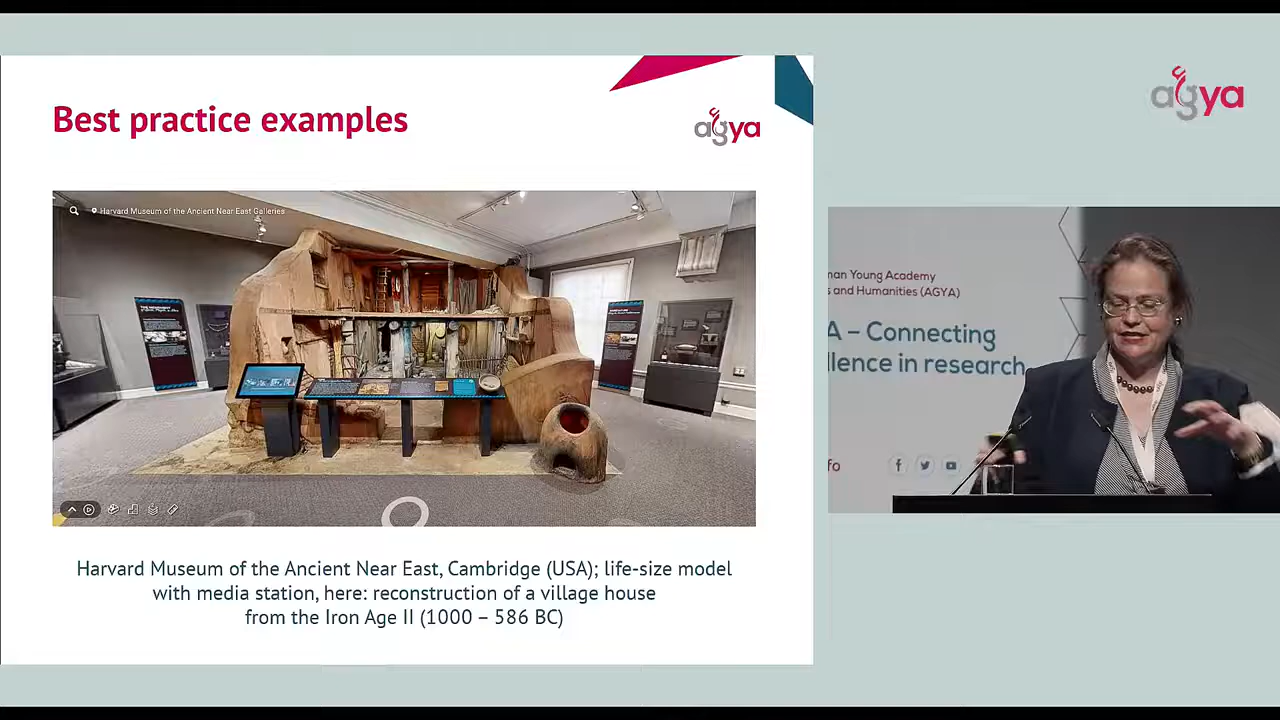 Best practice examples
agya
Harvard Museum of the Ancient Near East Galleries
Harvard Museum of the Ancient Near East, Cambridge (USA); life-size model
with media station, here: reconstruction of a village house
from the Iron Age II (1000 – 586 BC)
agya
man Young Academy
s and Humanities (AGYA)
A – Connecting
llence in research
fo